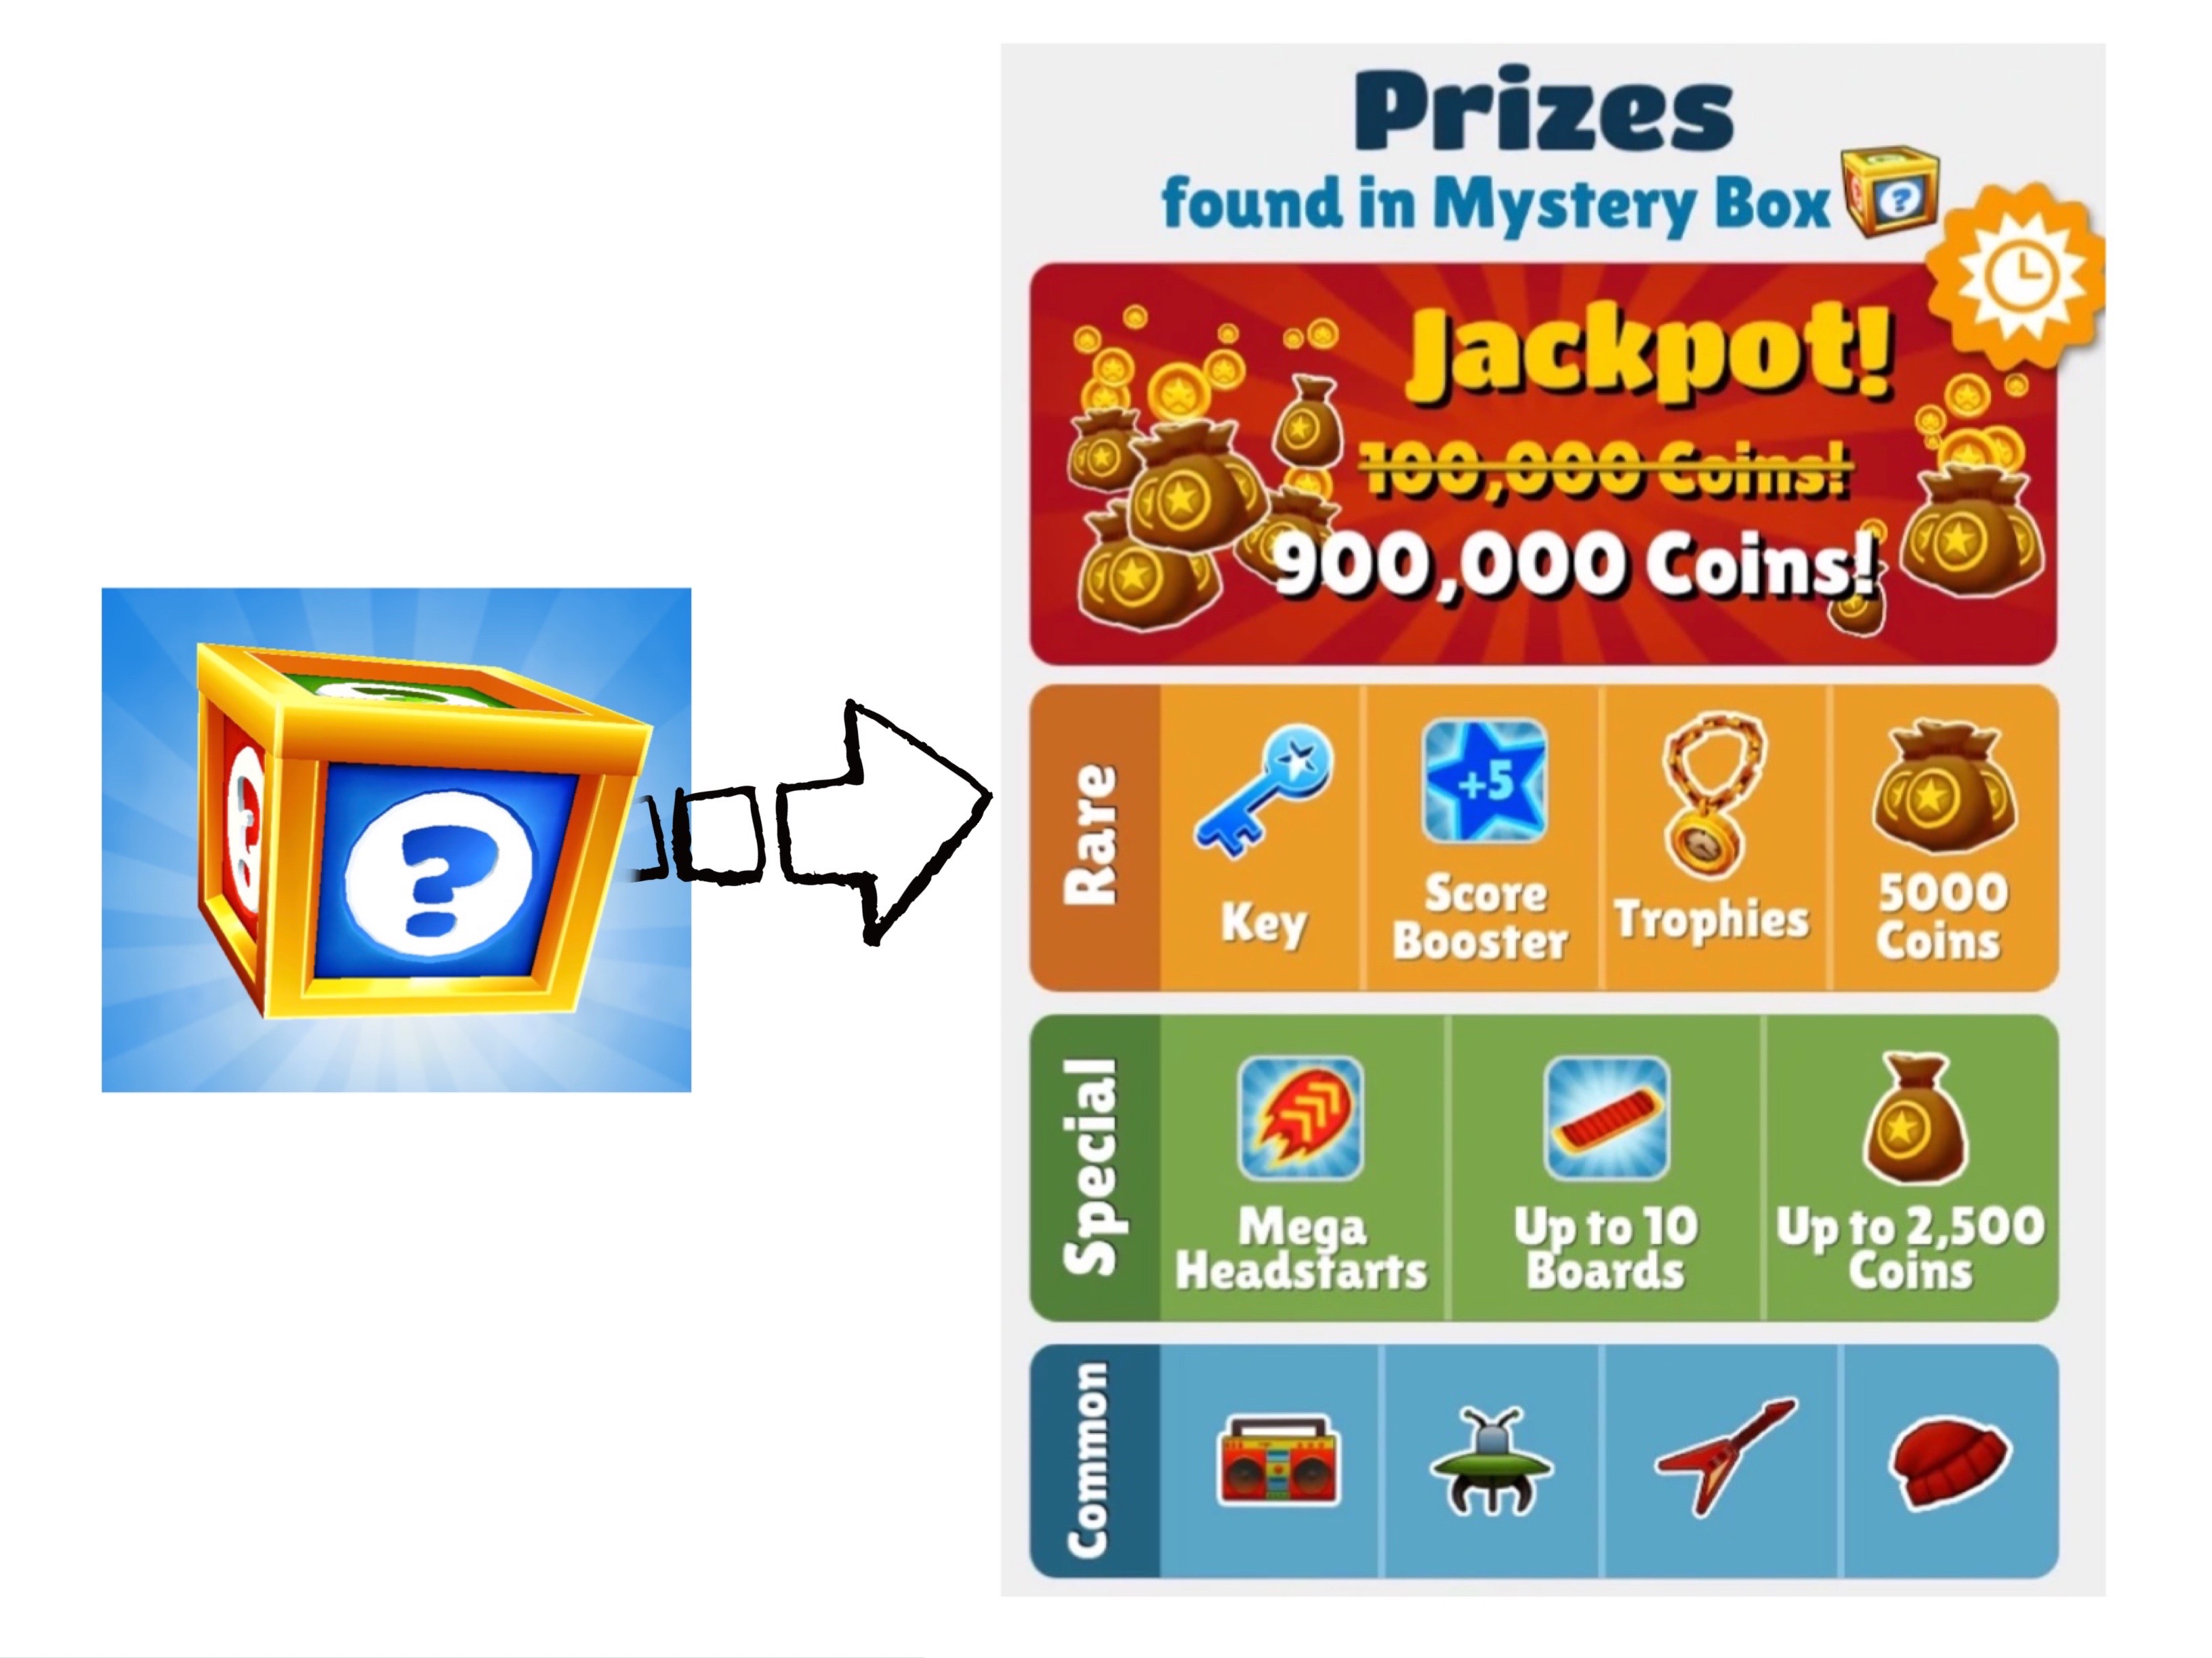 Prizes
found in Mystery Box
?
?
Jackpot!
100,000 Coins!
900,000 Coins!
Rare
+5
Key
Score
Booster
Trophies
5000
Coins
Special
Mega
Headstarts
Up to 10
Boards
Up to 2,500
Coins
Common